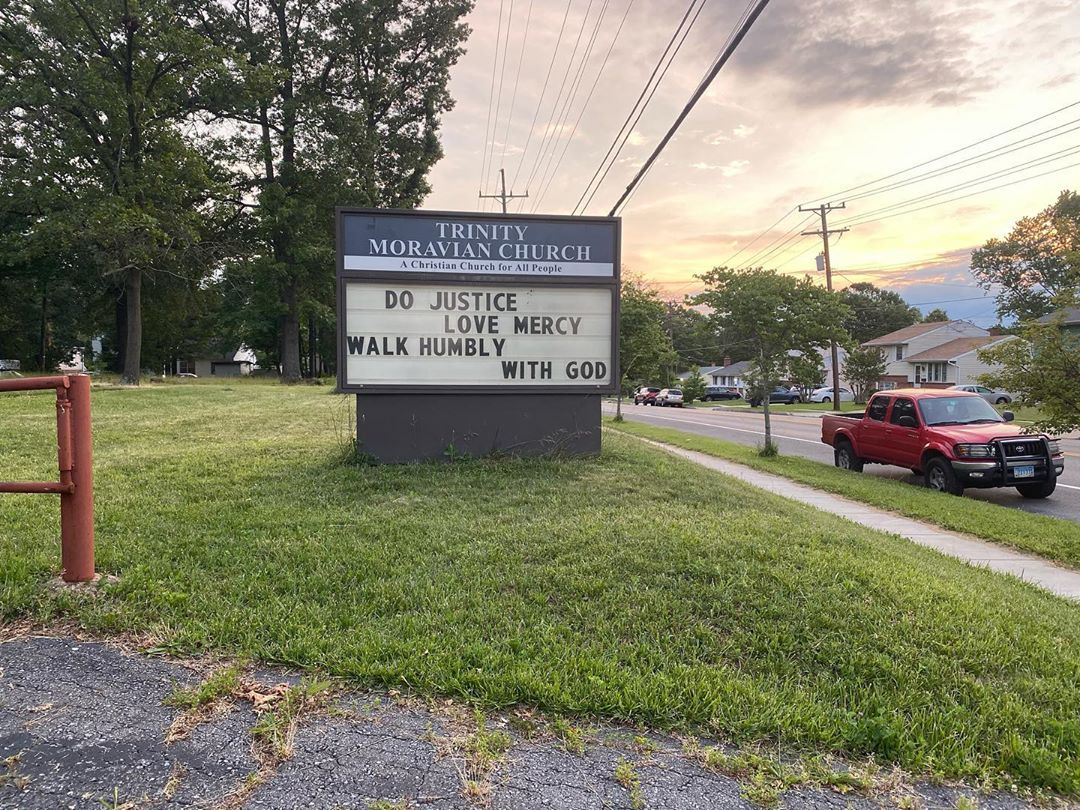 TRINITY
MORAVIAN CHURCH
A Christian Church for All People
DO JUSTICE
LOVE MERCY
WALK HUMBLY
WITH GOD